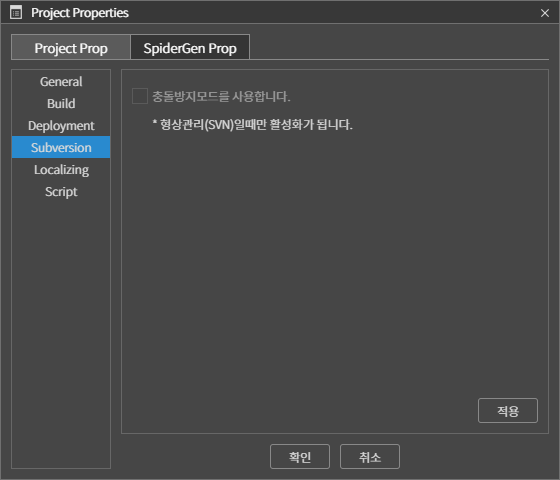 Project Properties
Project Prop
SpiderGen Prop
General
Build
Deployment
Subversion
Localizing
Script
충돌방지모드를 사용합니다.
* 형상관리(SVN)일때만 활성화가 됩니다.
적용
확인
취소